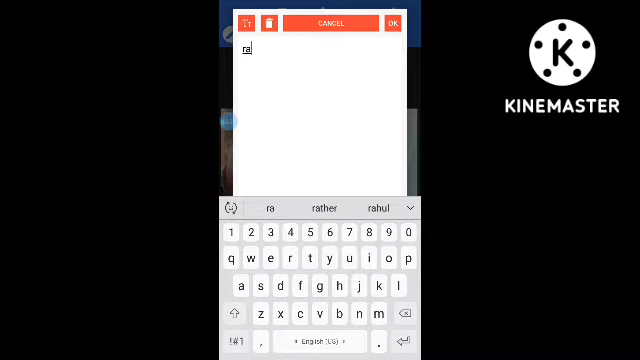 CANCEL OK
ra
K
KINEMASTER
ra rather rahul
1 2 3 4 5 6 7 8 9 0
q w e r t y u i o p
a s d f g h j k l
z x c v b n m
!#1 , English (US) .